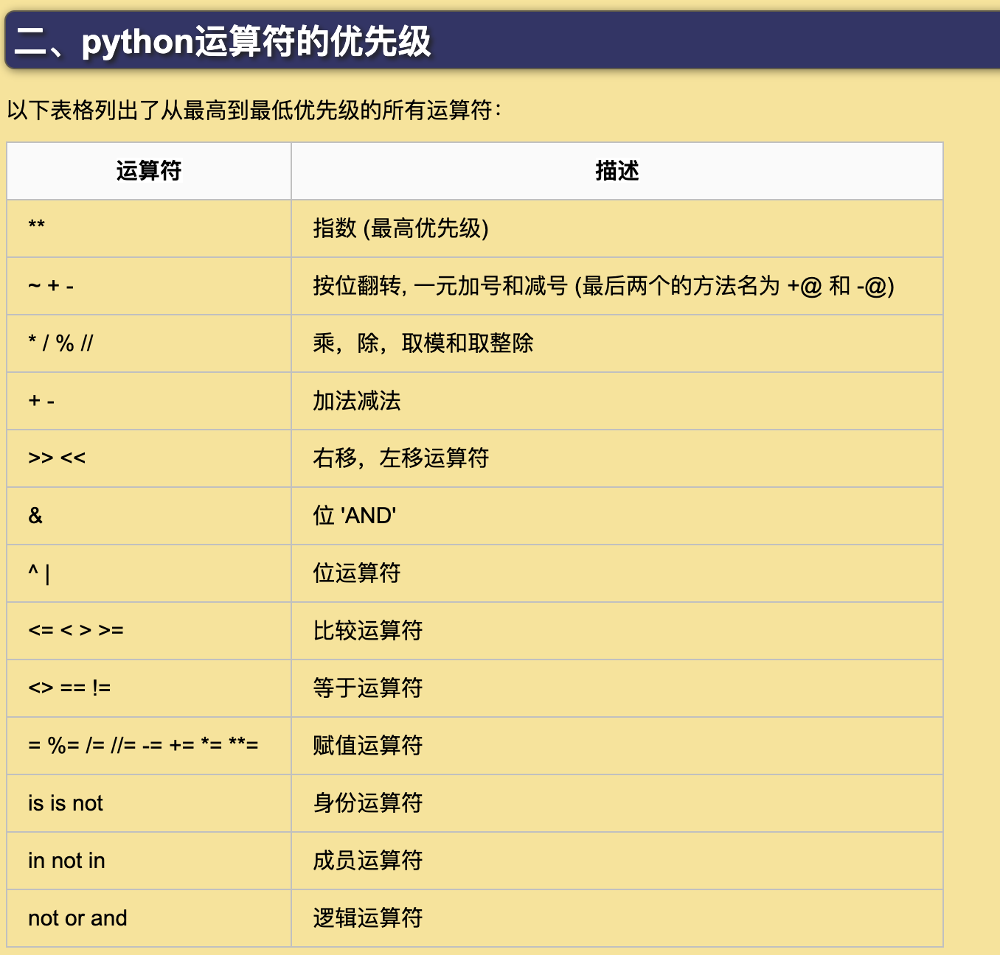 二、python运算符的优先级
以下表格列出了从最高到最低优先级的所有运算符：
运算符 描述
** 指数 (最高优先级)
~ + - 按位翻转, 一元加号和减号 (最后两个的方法名为 +@ 和 -@)
* / % // 乘，除，取模和取整除
+ - 加法减法
>> << 右移，左移运算符
& 位 'AND'
^ | 位运算符
<= < > >= 比较运算符
<> == != 等于运算符
= %= /= //= -= += *= **= 赋值运算符
is is not 身份运算符
in not in 成员运算符
not or and 逻辑运算符